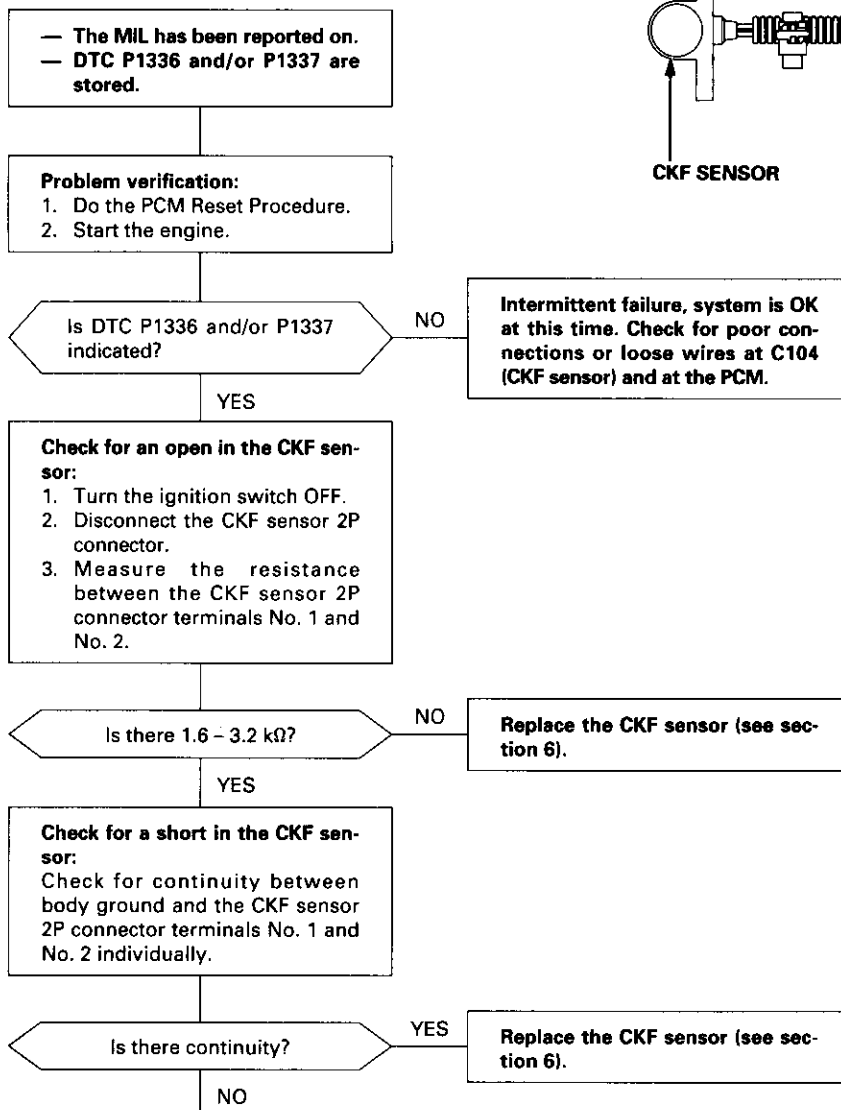 — The MIL has been reported on.
— DTC P1336 and/or P1337 are
stored.
CKF SENSOR
Problem verification:
1. Do the PCM Reset Procedure.
2. Start the engine.
Is DTC P1336 and/or P1337
indicated?
NO
Intermittent failure, system is OK
at this time. Check for poor con-
nections or loose wires at C104
(CKF sensor) and at the PCM.
YES
Check for an open in the CKF sen-
sor:
1. Turn the ignition switch OFF.
2. Disconnect the CKF sensor 2P
connector.
3. Measure the resistance
between the CKF sensor 2P
connector terminals No. 1 and
No. 2.
Is there 1.6 – 3.2 kΩ?
NO
Replace the CKF sensor (see sec-
tion 6).
YES
Check for a short in the CKF sen-
sor:
Check for continuity between
body ground and the CKF sensor
2P connector terminals No. 1 and
No. 2 individually.
Is there continuity?
YES
Replace the CKF sensor (see sec-
tion 6).
NO